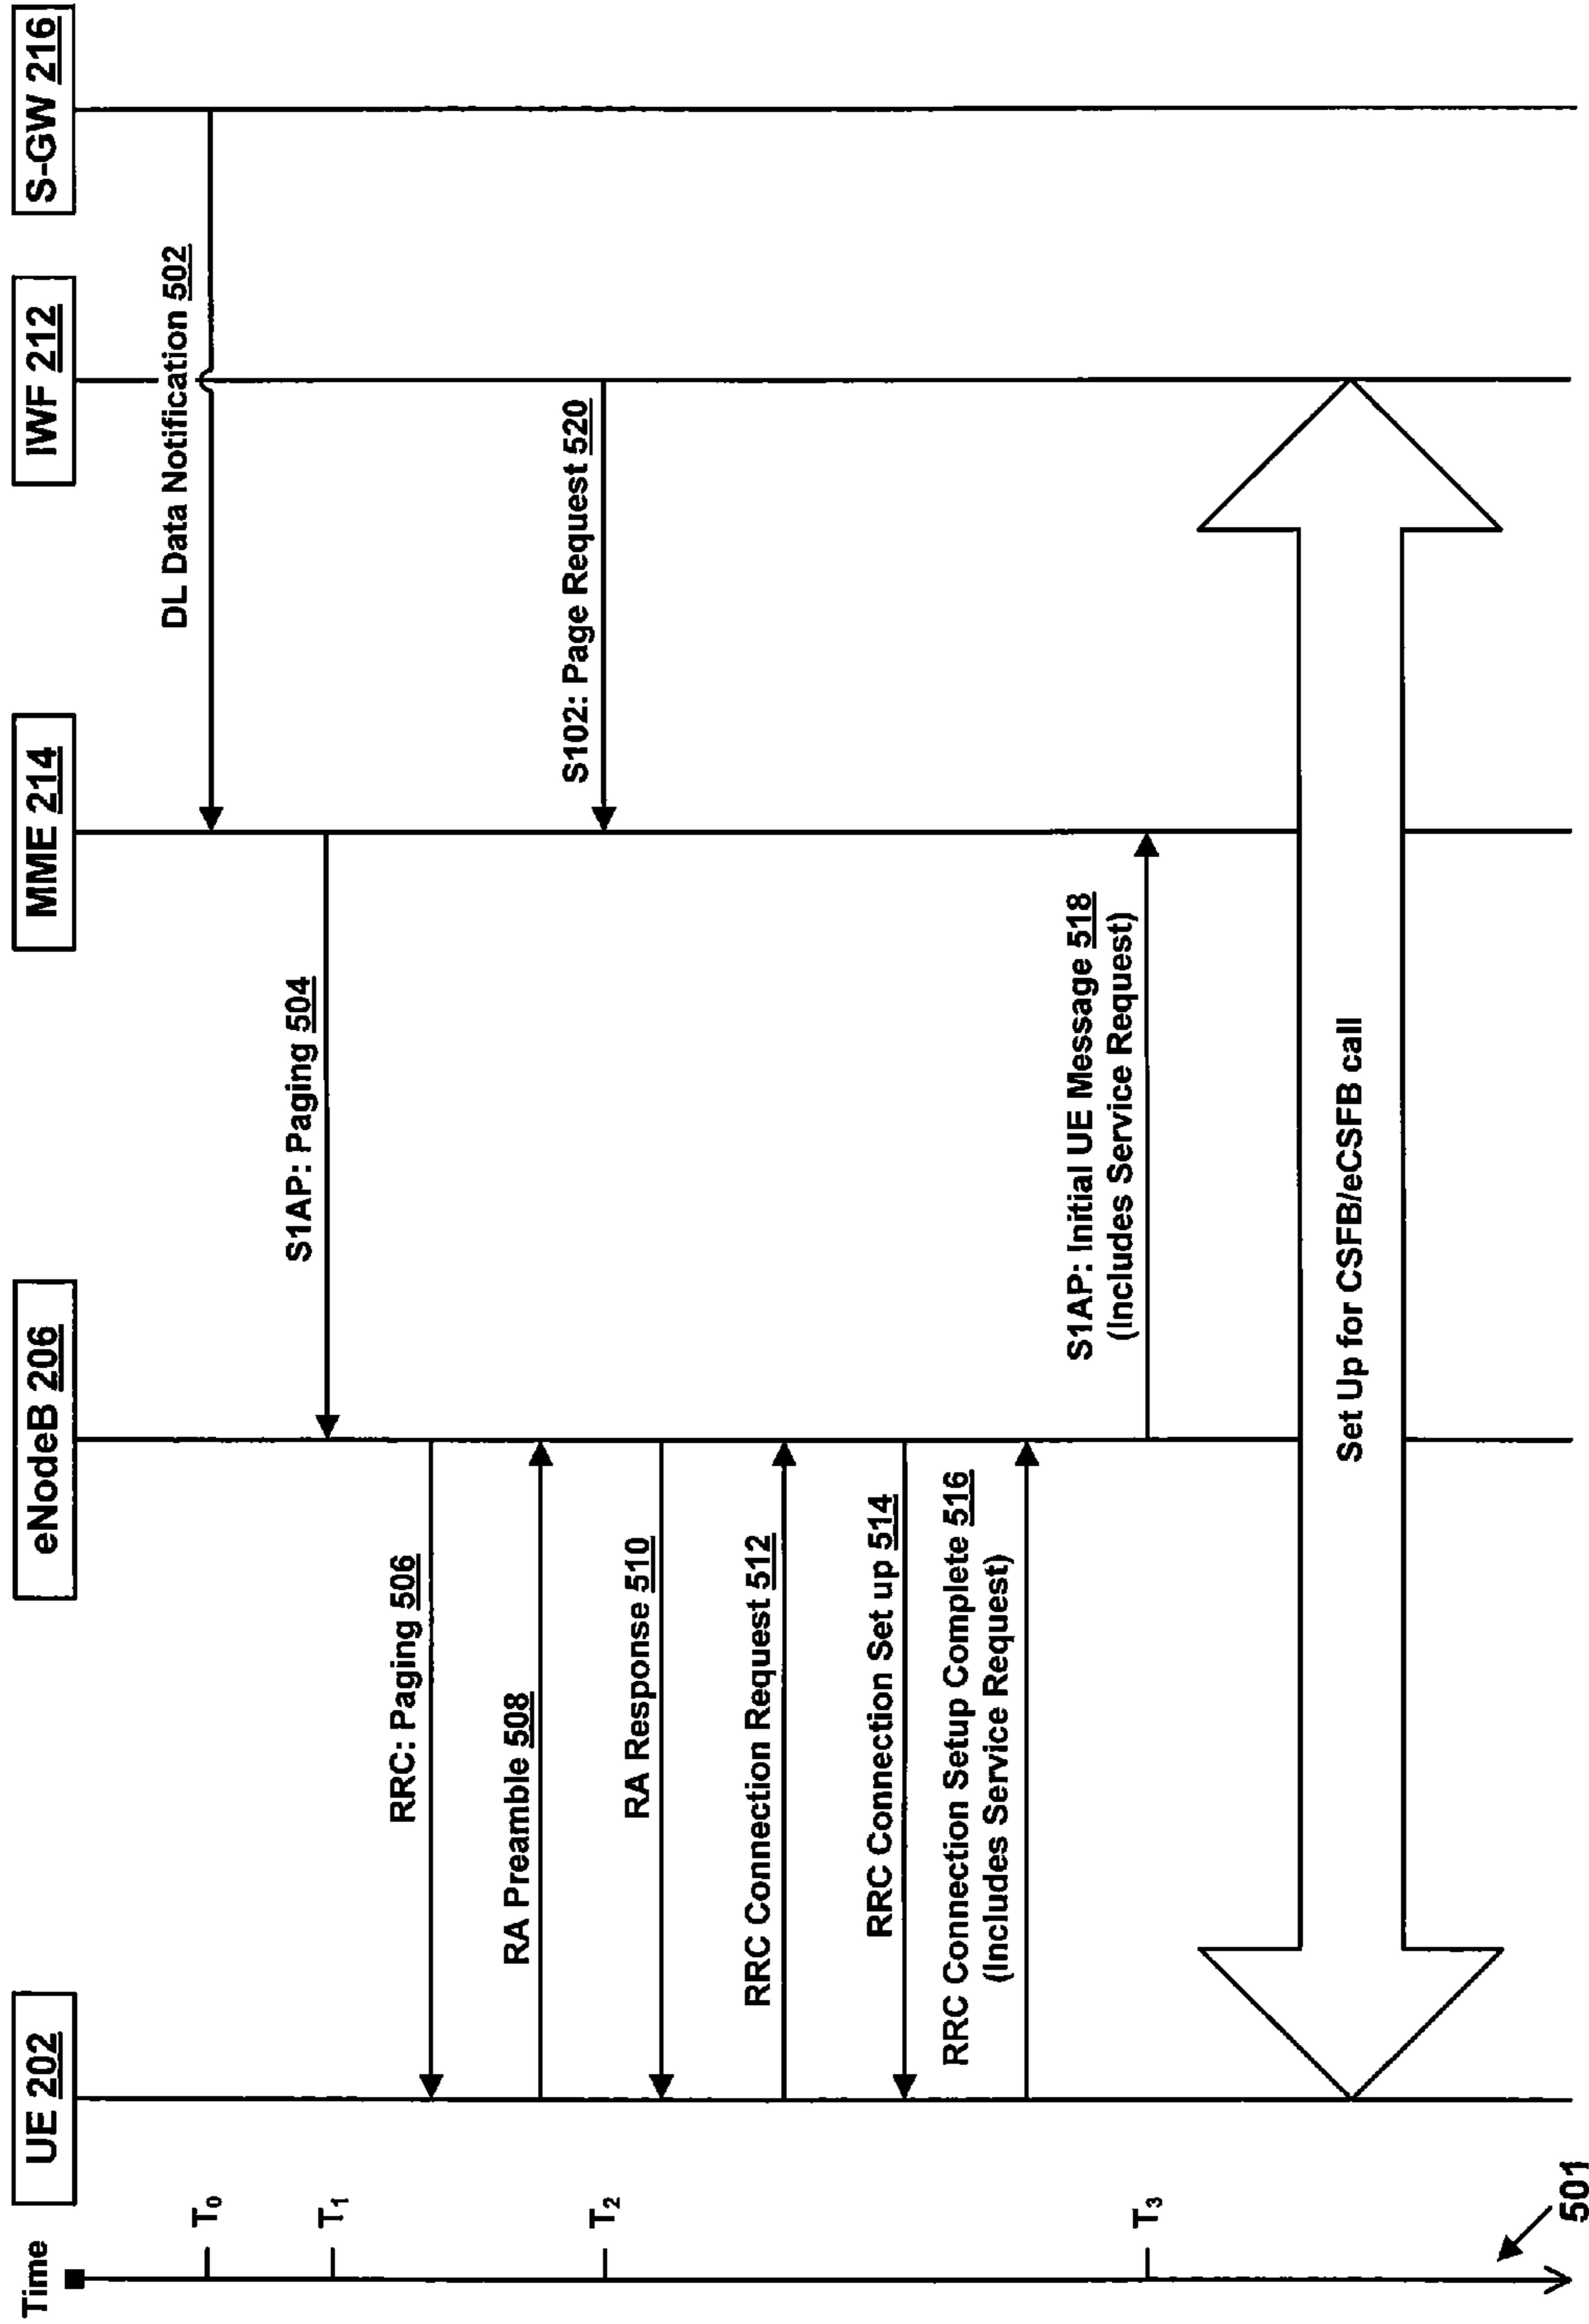 Time
UE 202
eNodeB 206
MME 214
IWF 212
S-GW 216
T0
DL Data Notification 502
T1
S1AP: Paging 504
RRC: Paging 506
RA Preamble 508
T2
S102: Page Request 520
RA Response 510
RRC Connection Request 512
RRC Connection Set up 514
RRC Connection Setup Complete 516
(Includes Service Request)
T3
S1AP: Initial UE Message 518
(Includes Service Request)
Set Up for CSFB/eCSFB call
501